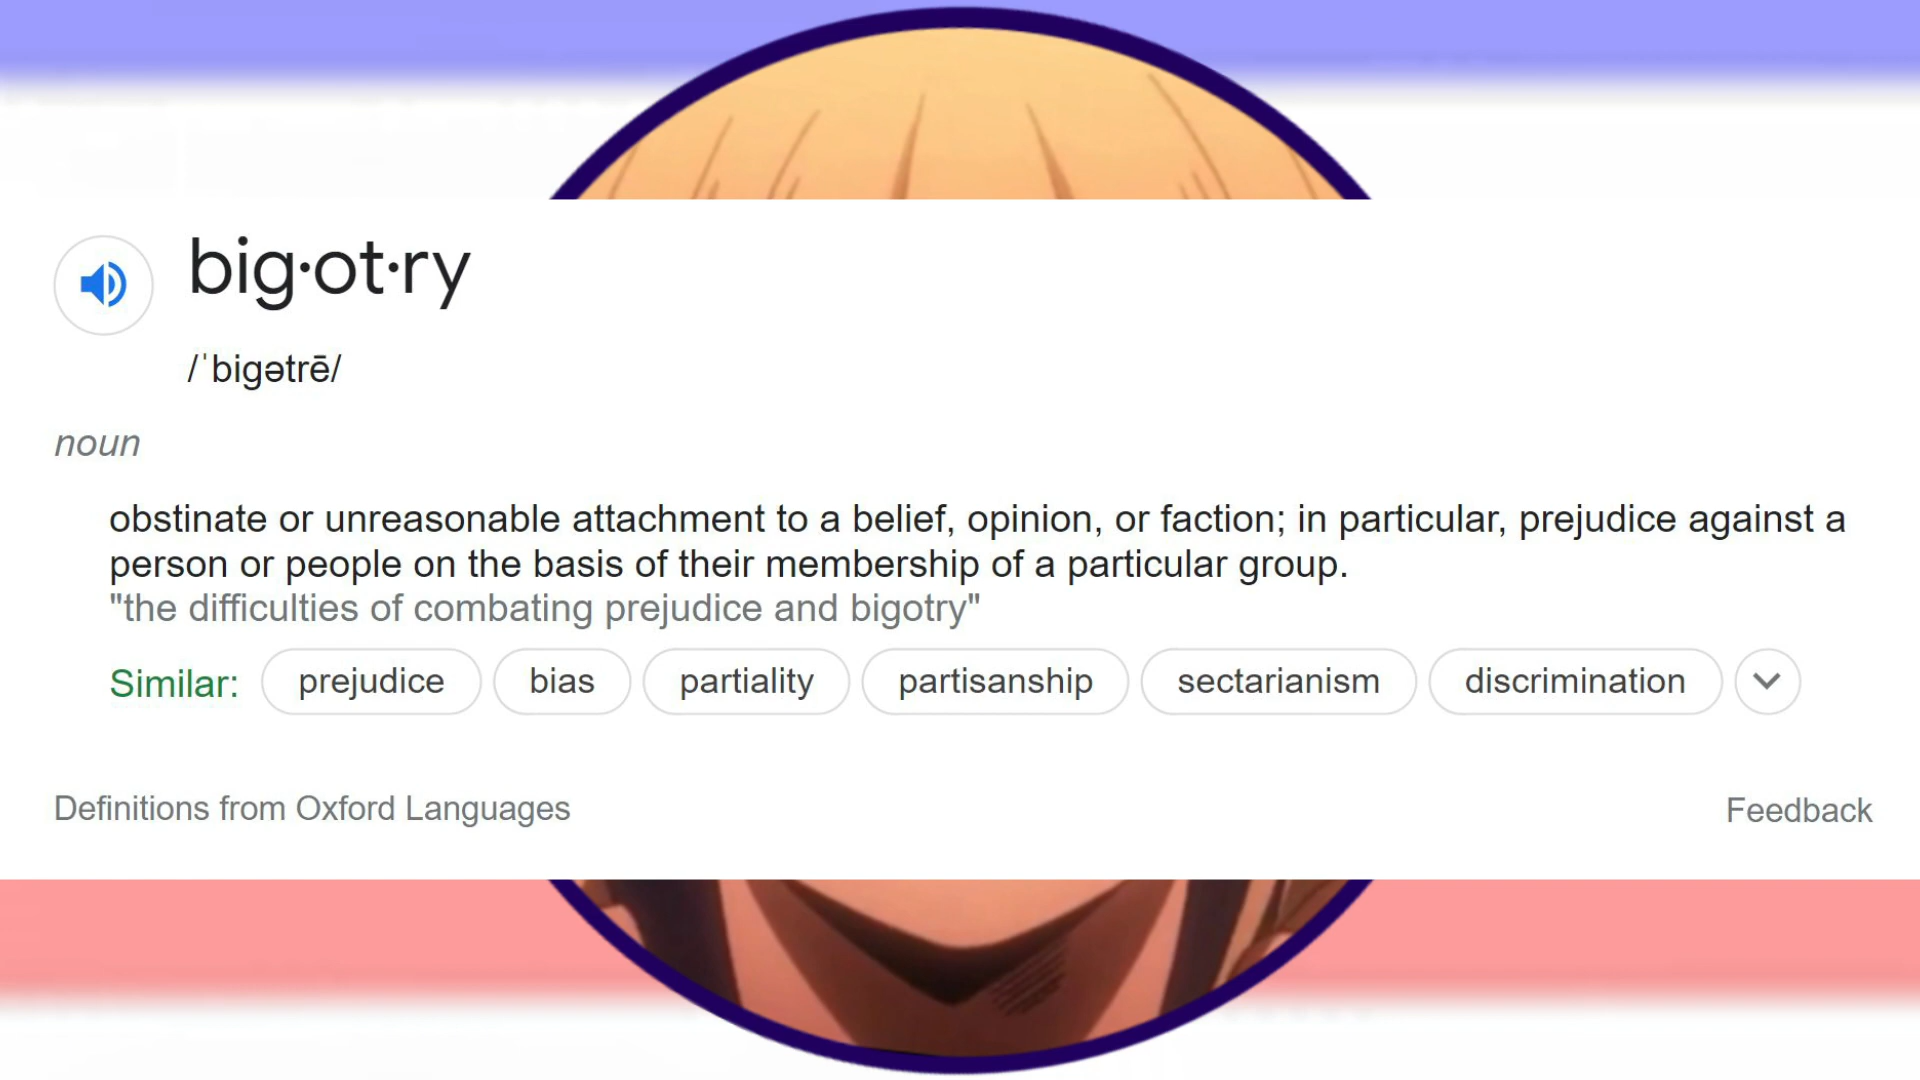 big·ot·ry
/ˈbigətrē/
noun
obstinate or unreasonable attachment to a belief, opinion, or faction; in particular, prejudice against a
person or people on the basis of their membership of a particular group.
"the difficulties of combating prejudice and bigotry"
Similar: prejudice bias partiality partisanship sectarianism discrimination
Definitions from Oxford Languages Feedback